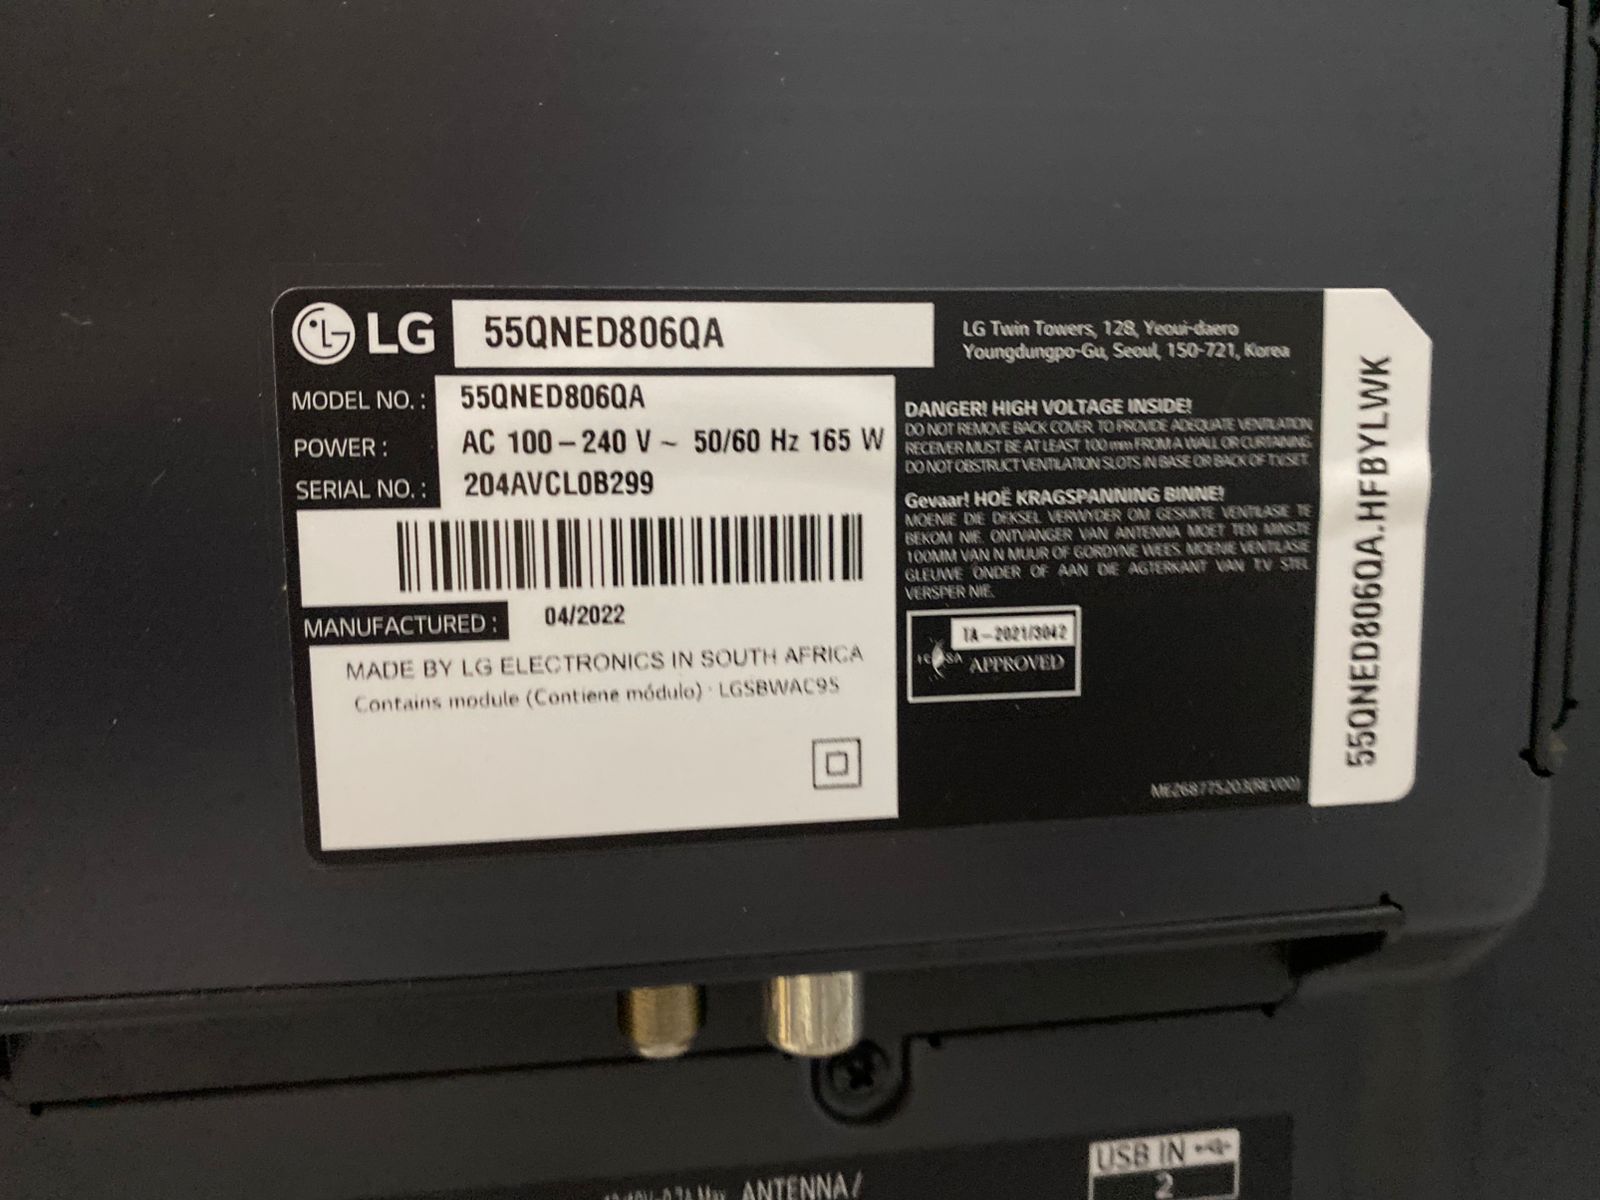 LG 55QNED806QA
LG Twin Towers, 128, Yeoui-daero
Youngdungpo-Gu, Seoul, 150-721, Korea
MODEL NO. : 55QNED806QA
POWER : AC 100-240 V ~ 50/60 Hz 165 W
SERIAL NO. : 204AVCL0B299
MANUFACTURED : 04/2022
MADE BY LG ELECTRONICS IN SOUTH AFRICA
Contains module (Contiene módulo) : LGSBWAC95
DANGER! HIGH VOLTAGE INSIDE!
DO NOT REMOVE BACK COVER. TO PROVIDE ADEQUATE VENTILATION
RECEIVER MUST BE AT LEAST 100 mm FROM A WALL OR CURTAINING.
DO NOT OBSTRUCT VENTILATION SLOTS IN BASE OR BACK OF T.V.SET.
Gevaar! HOË KRAGSPANNING BINNE!
MOENIE DIE DEKSEL VERWYDER OM GESKIKTE VENTILASIE TE
BEKOM NIE. ONTVANGER VAN ANTENNA MOET TEN MINSTE
100MM VAN N MUUR OF GORDYNE WEES. MOENIE VENTILASIE
GLEUWE ONDER OF AAN DIE AGTERKANT VAN T.V STEL
VERSPER NIE.
TA-2021/3042
ICASA APPROVED
55QNED806QA.HFBYLWK
ANTENNA/
USB IN
2